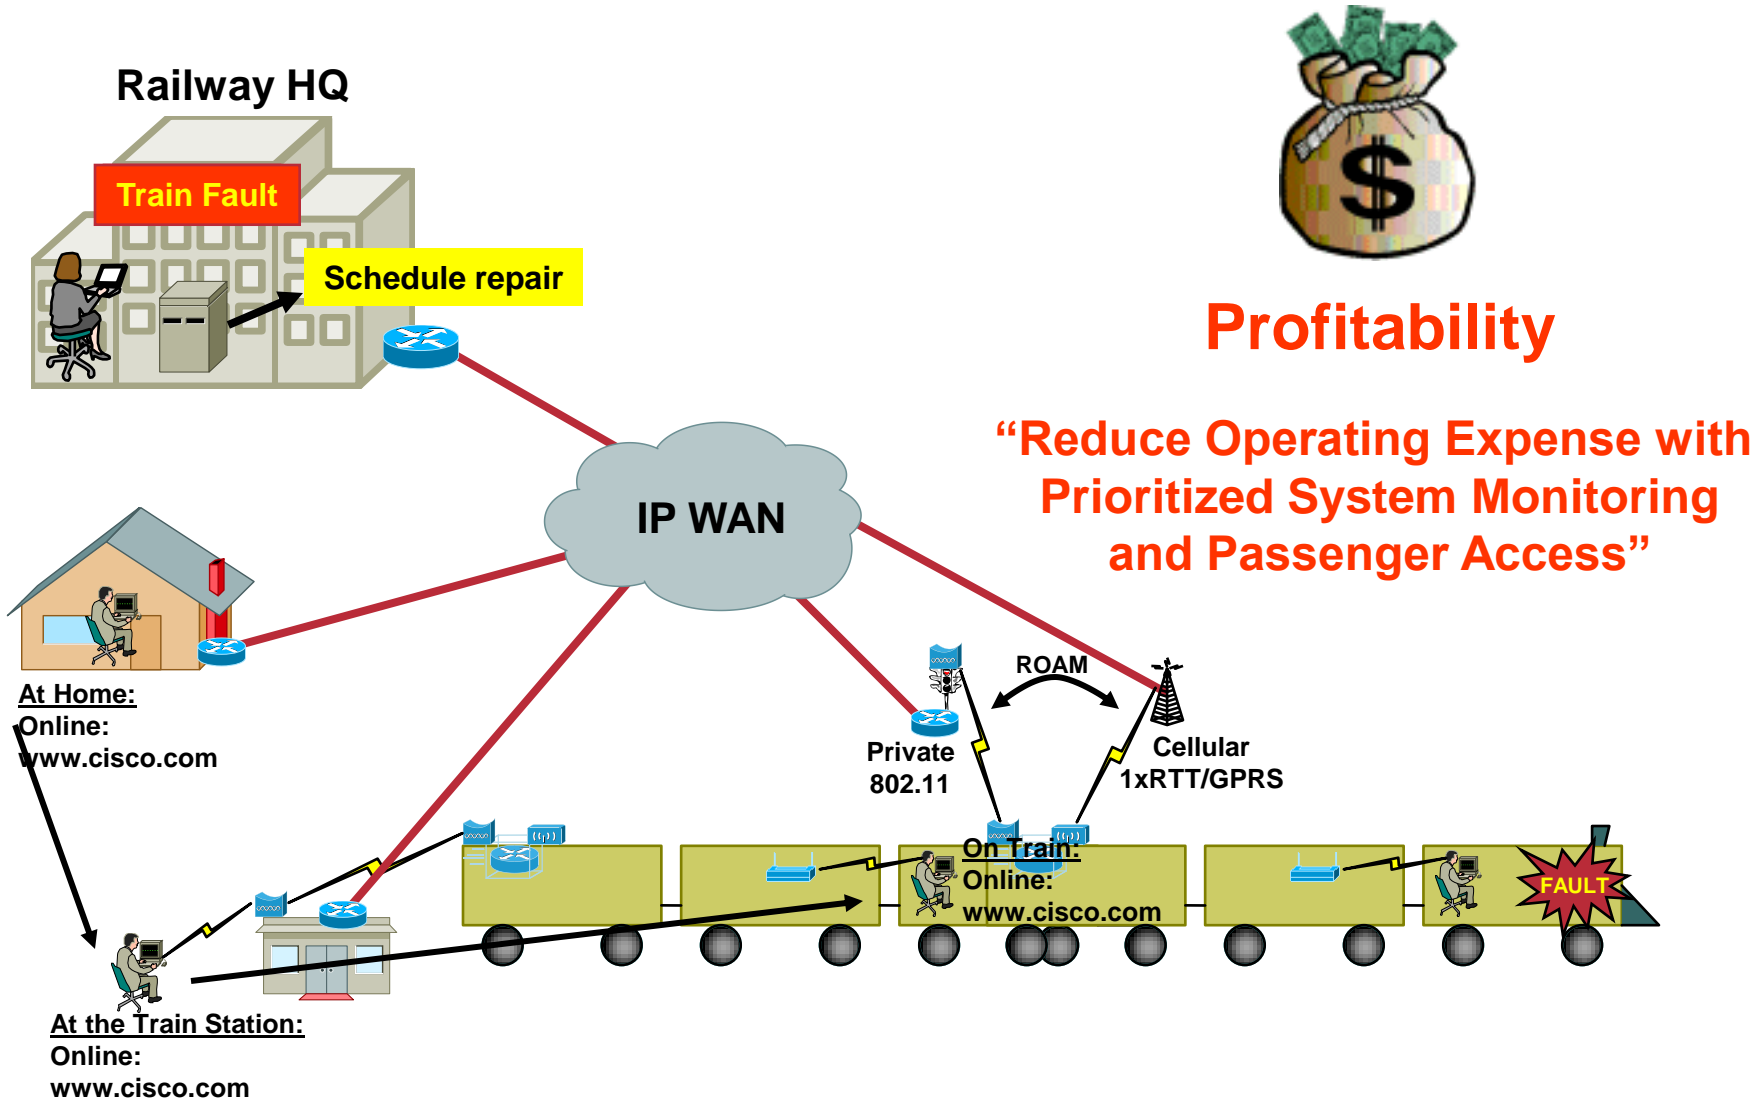 Railway HQ
Train Fault
Schedule repair
$
Profitability
“Reduce Operating Expense with
Prioritized System Monitoring
and Passenger Access”
IP WAN
At Home:
Online:
www.cisco.com
ROAM
Private
802.11
Cellular
1xRTT/GPRS
On Train:
Online:
www.cisco.com
FAULT
At the Train Station:
Online:
www.cisco.com